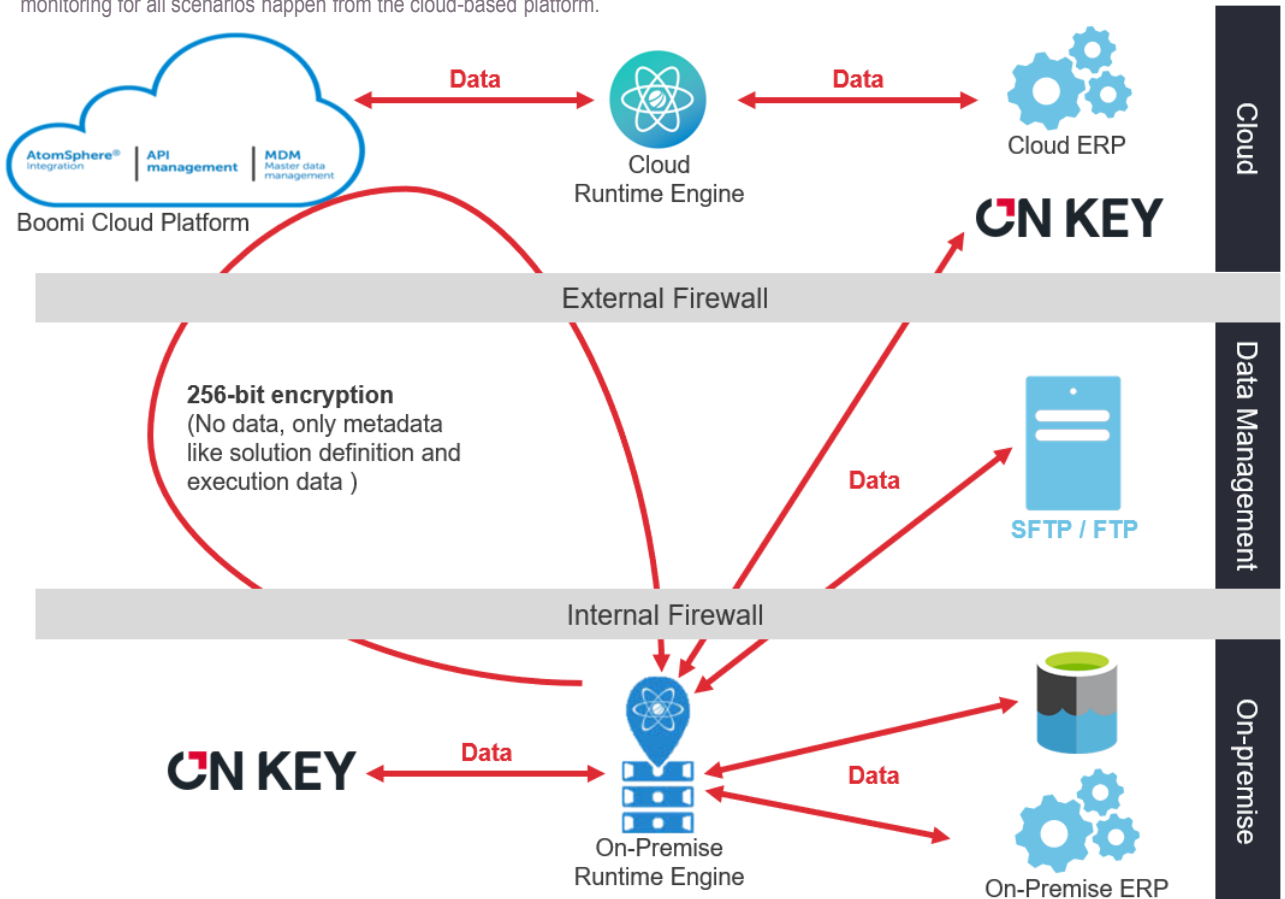 monitoring for all scenarios happen from the cloud-based platform.
Data
Data
AtomSphere®
Integration
API
management
MDM
Master data
management
Boomi Cloud Platform
Cloud
Runtime Engine
Cloud ERP
ON KEY
Cloud
External Firewall
256-bit encryption
(No data, only metadata
like solution definition and
execution data )
Data
SFTP / FTP
Data Management
Internal Firewall
ON KEY
Data
Data
On-Premise
Runtime Engine
On-Premise ERP
On-premise